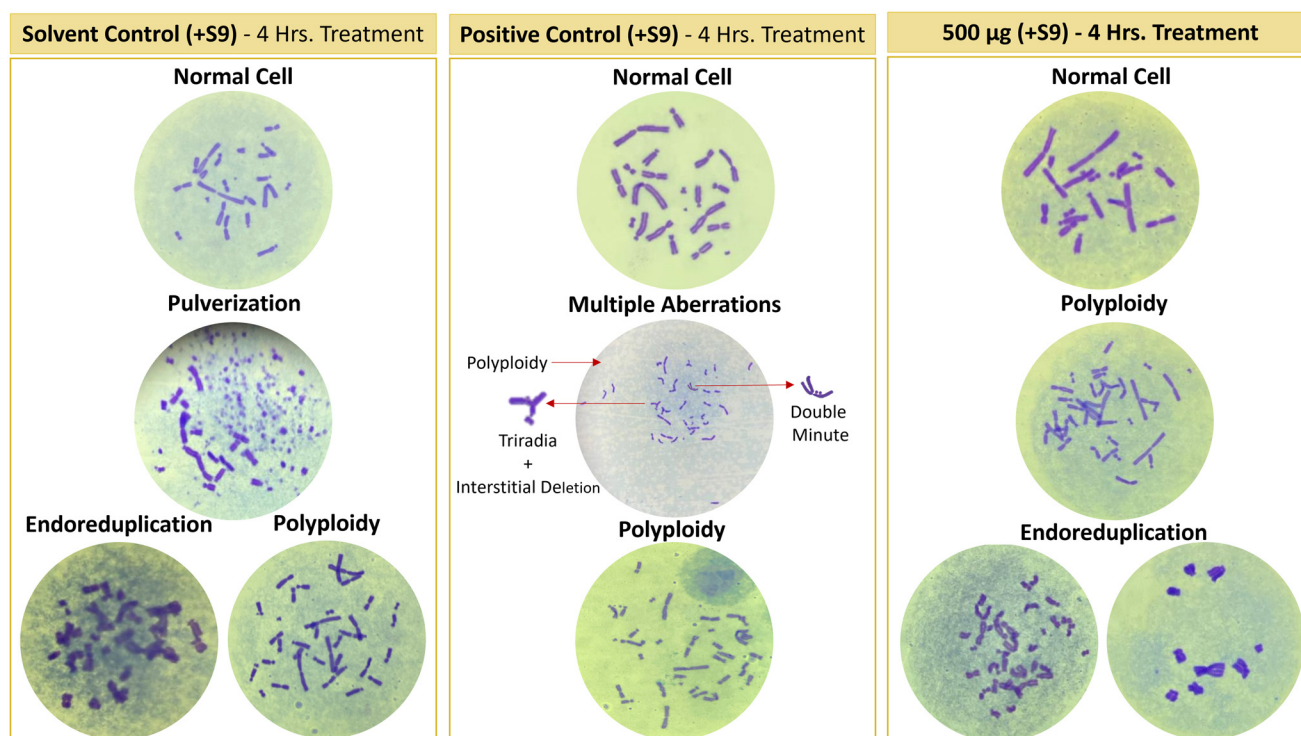 Solvent Control (+S9) - 4 Hrs. Treatment
Normal Cell
Pulverization
Endoreduplication
Polyploidy
Positive Control (+S9) - 4 Hrs. Treatment
Normal Cell
Multiple Aberrations
Polyploidy
Triradia
+
Interstitial Deletion
Double
Minute
Polyploidy
500 µg (+S9) - 4 Hrs. Treatment
Normal Cell
Polyploidy
Endoreduplication